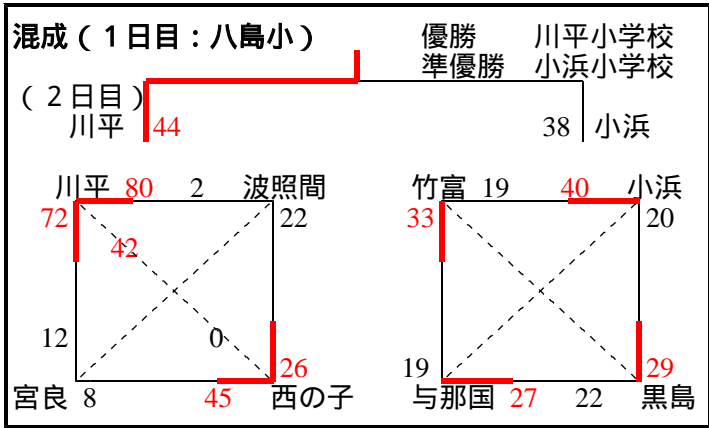 混成(1日目:八島小) 優勝 川平小学校
準優勝 小浜小学校
(2日目)
川平 44 38 小浜
川平 80 2 波照間 竹富 19 40 小浜
72 22 33 20
42
12 0 19
26 29
宮良 8 45 西の子 与那国 27 22 黒島